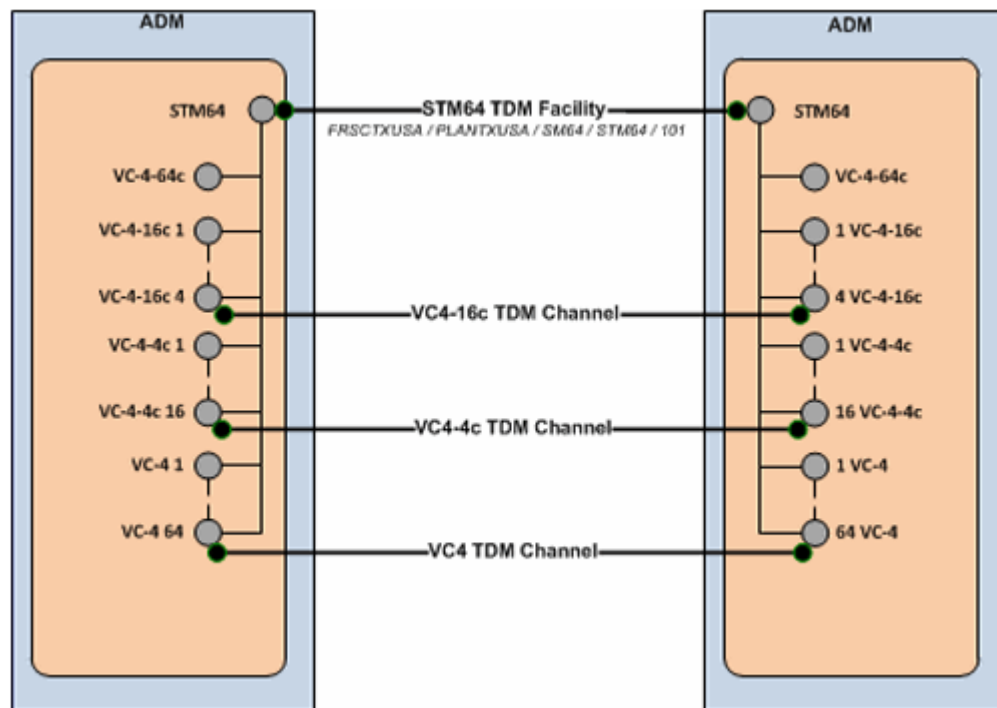 ADM ADM
STM64 STM64 TDM Facility STM64
FRSCTXUSA / PLANTXUSA / SM64 / STM64 / 101
VC-4-64c VC-4-64c
VC-4-16c 1 1 VC-4-16c
VC-4-16c 4 4 VC-4-16c
VC4-16c TDM Channel
VC-4-4c 1 1 VC-4-4c
VC-4-4c 16 16 VC-4-4c
VC4-4c TDM Channel
VC-4 1 1 VC-4
VC-4 64 64 VC-4
VC4 TDM Channel